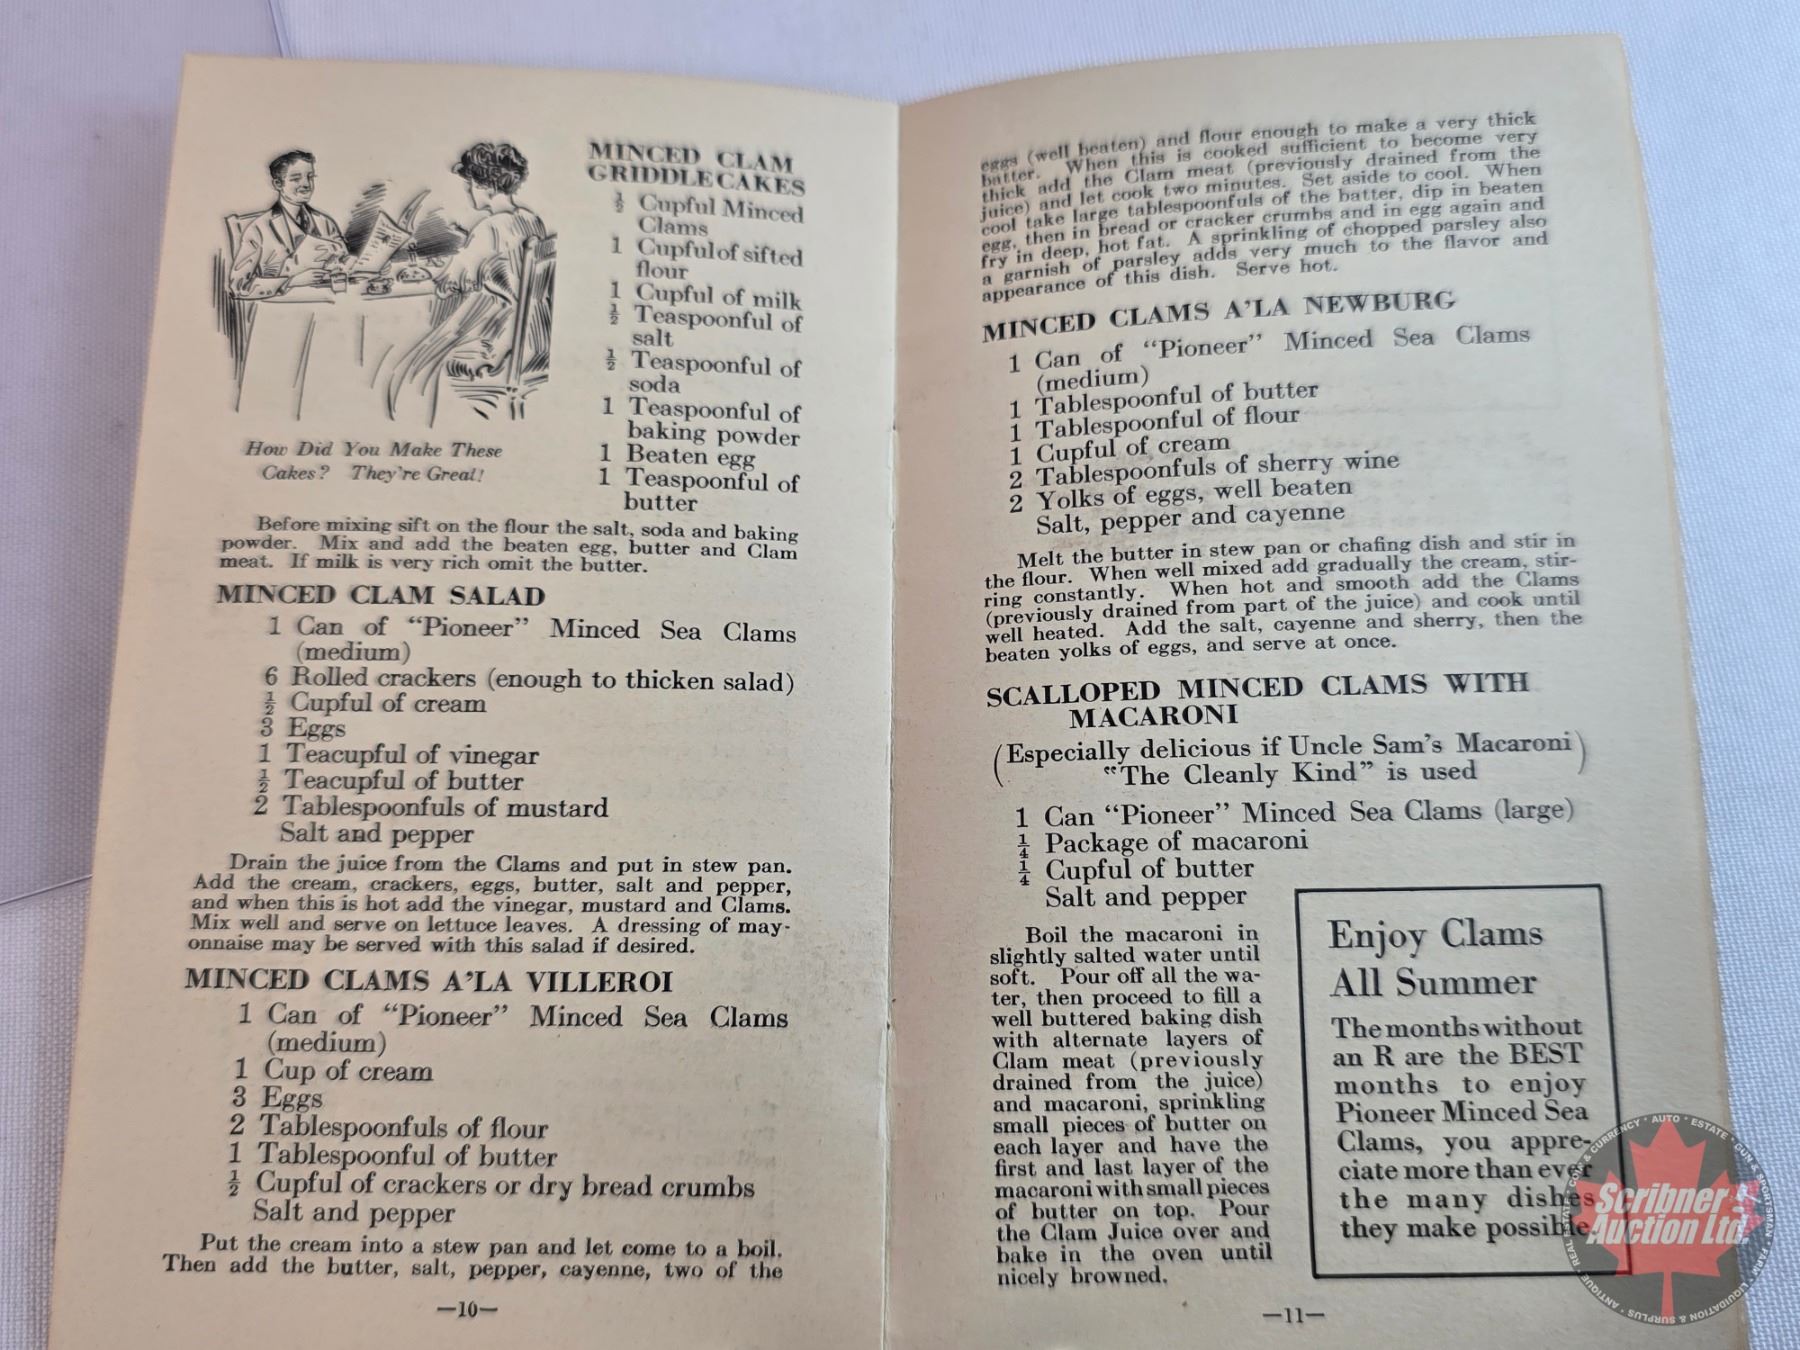 MINCED CLAM
GRIDDLECAKES
½ Cupful Minced
Clams
1 Cupful of sifted
flour
1 Cupful of milk
½ Teaspoonful of
salt
½ Teaspoonful of
soda
1 Teaspoonful of
baking powder
1 Beaten egg
1 Teaspoonful of
butter
How Did You Make These
Cakes? They're Great!
Before mixing sift on the flour the salt, soda and baking
powder. Mix and add the beaten egg, butter and Clam
meat. If milk is very rich omit the butter.
MINCED CLAM SALAD
1 Can of "Pioneer" Minced Sea Clams
(medium)
6 Rolled crackers (enough to thicken salad)
½ Cupful of cream
3 Eggs
1 Teacupful of vinegar
½ Teacupful of butter
2 Tablespoonfuls of mustard
Salt and pepper
Drain the juice from the Clams and put in stew pan.
Add the cream, crackers, eggs, butter, salt and pepper,
and when this is hot add the vinegar, mustard and Clams.
Mix well and serve on lettuce leaves. A dressing of may-
onnaise may be served with this salad if desired.
MINCED CLAMS A'LA VILLEROI
1 Can of "Pioneer" Minced Sea Clams
(medium)
1 Cup of cream
3 Eggs
2 Tablespoonfuls of flour
1 Tablespoonful of butter
½ Cupful of crackers or dry bread crumbs
Salt and pepper
Put the cream into a stew pan and let come to a boil.
Then add the butter, salt, pepper, cayenne, two of the
—10—
eggs (well beaten) and flour enough to make a very thick
batter. When this is cooked sufficient to become very
thick add the Clam meat (previously drained from the
juice) and let cook two minutes. Set aside to cool. When
cool take large tablespoonfuls of the batter, dip in beaten
egg, then in bread or cracker crumbs and in egg again and
fry in deep, hot fat. A sprinkling of chopped parsley also
a garnish of parsley adds very much to the flavor and
appearance of this dish. Serve hot.
MINCED CLAMS A'LA NEWBURG
1 Can of "Pioneer" Minced Sea Clams
(medium)
1 Tablespoonful of butter
1 Tablespoonful of flour
1 Cupful of cream
2 Tablespoonfuls of sherry wine
2 Yolks of eggs, well beaten
Salt, pepper and cayenne
Melt the butter in stew pan or chafing dish and stir in
the flour. When well mixed add gradually the cream, stir-
ring constantly. When hot and smooth add the Clams
(previously drained from part of the juice) and cook until
well heated. Add the salt, cayenne and sherry, then the
beaten yolks of eggs, and serve at once.
SCALLOPED MINCED CLAMS WITH
MACARONI
(Especially delicious if Uncle Sam's Macaroni
"The Cleanly Kind" is used)
1 Can "Pioneer" Minced Sea Clams (large)
¼ Package of macaroni
¼ Cupful of butter
Salt and pepper
Boil the macaroni in
slightly salted water until
soft. Pour off all the wa-
ter, then proceed to fill a
well buttered baking dish
with alternate layers of
Clam meat (previously
drained from the juice)
and macaroni, sprinkling
small pieces of butter on
each layer and have the
first and last layer of the
macaroni with small pieces
of butter on top. Pour
the Clam Juice over and
bake in the oven until
nicely browned.
Enjoy Clams
All Summer
The months without
an R are the BEST
months to enjoy
Pioneer Minced Sea
Clams, you appre-
ciate more than ever
the many dishes
they make possible
—11—
Scribner's
Auction Ltd.
ANTIQUE · REAL ESTATE · COIN & CURRENCY · AUTO · ESTATE · GUN & SPORTSMAN · FARM · LIQUIDATION & SURPLUS